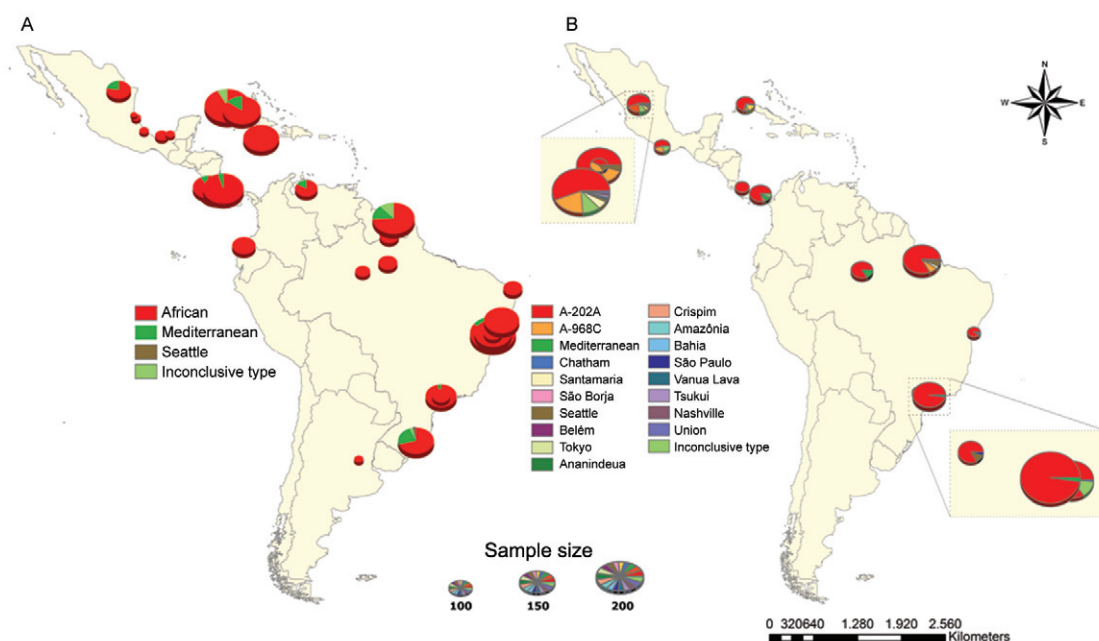 A
B
N
W E
S
African
Mediterranean
Seattle
Inconclusive type
A-202A
A-968C
Mediterranean
Chatham
Santamaria
São Borja
Seattle
Belém
Tokyo
Ananindeua
Crispim
Amazônia
Bahia
São Paulo
Vanua Lava
Tsukui
Nashville
Union
Inconclusive type
Sample size
100 150 200
0 320640 1.280 1.920 2.560
Kilometers